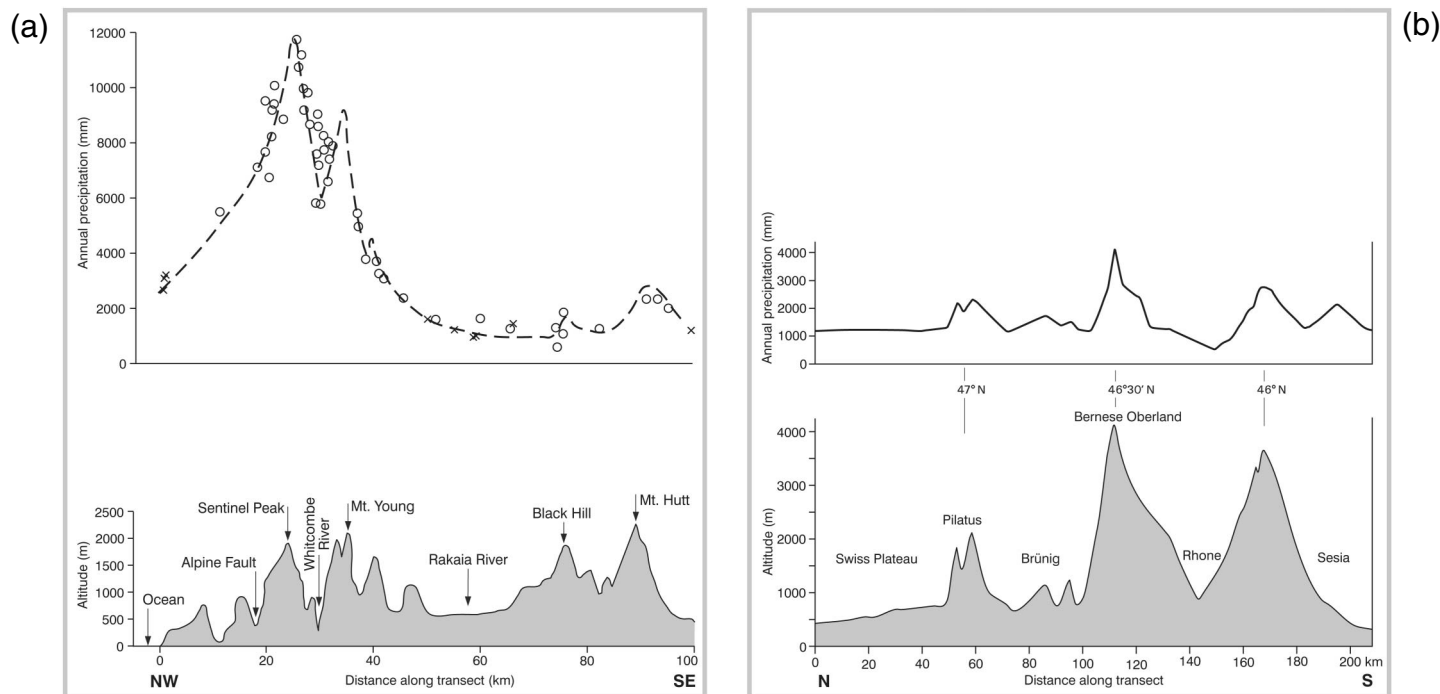 (a)
Annual precipitation (mm)
12000
10000
8000
6000
4000
2000
0
Altitude (m)
2500
2000
1500
1000
500
0
Ocean
Alpine Fault
Sentinel Peak
Whitcombe
River
Mt. Young
Rakaia River
Black Hill
Mt. Hutt
0 20 40 60 80 100
NW Distance along transect (km) SE
(b)
Annual precipitation (mm)
4000
3000
2000
1000
0
47° N 46°30′ N 46° N
Bernese Oberland
Altitude (m)
4000
3000
2000
1000
0
Swiss Plateau
Pilatus
Brünig
Rhone
Sesia
0 20 40 60 80 100 120 140 160 180 200 km
N Distance along transect S